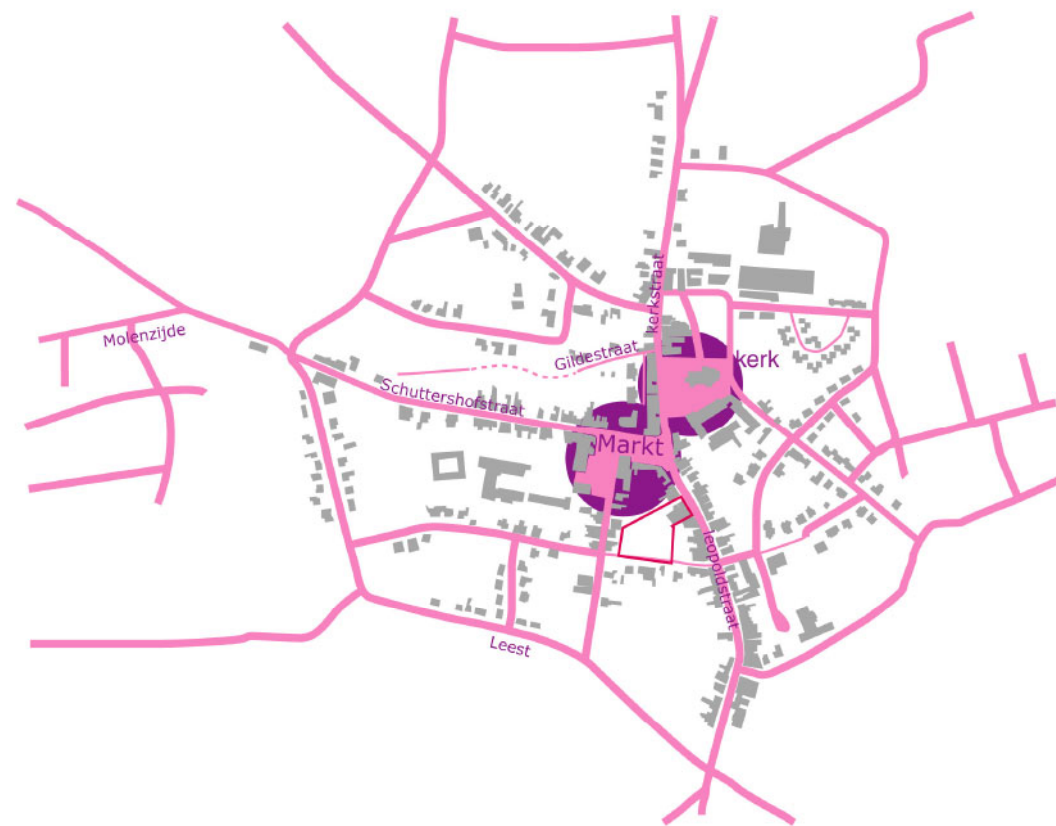 kerkstraat
Molenzijde
Gildestraat
kerk
Schuttershofstraat
Markt
leopoldstraat
Leest